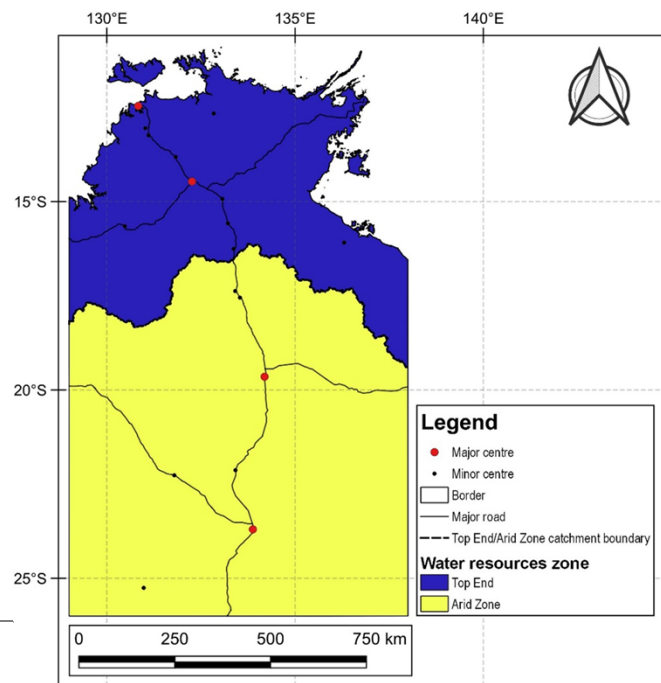 130°E 135°E 140°E
15°S
20°S
25°S
Legend
Major centre
Minor centre
Border
Major road
Top End/Arid Zone catchment boundary
Water resources zone
Top End
Arid Zone
0 250 500 750 km